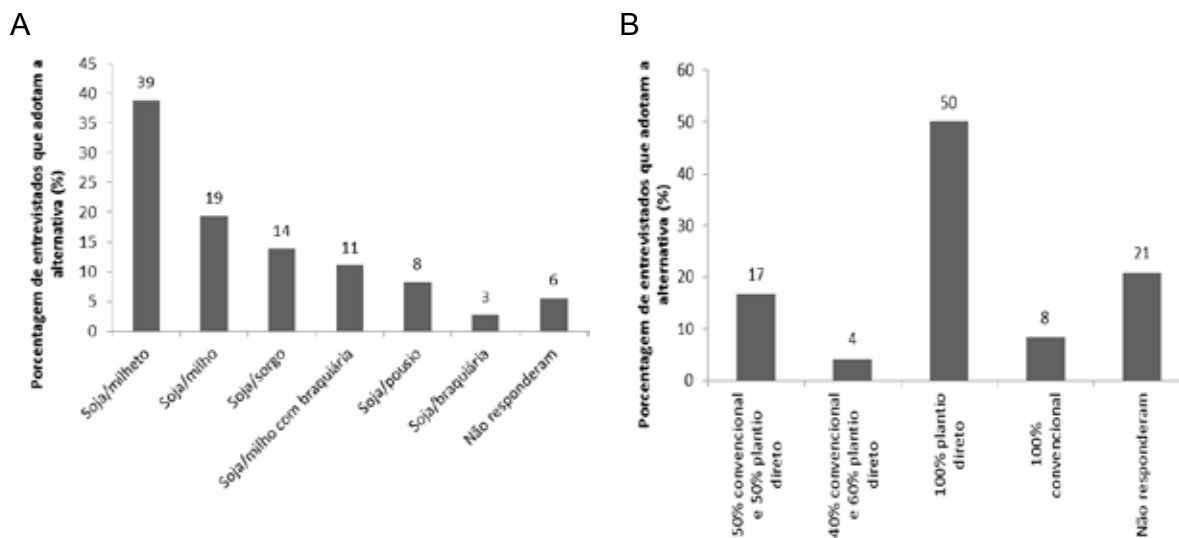 A
Porcentagem de entrevistados que adotam a
alternativa (%)
45
40
35
30
25
20
15
10
5
0
39
19
14
11
8
3
6
Soja/milheto
Soja/milho
Soja/sorgo
Soja/milho com braquiária
Soja/pousio
Soja/braquiária
Não responderam
B
Porcentagem de entrevistados que adotam a
alternativa (%)
60
50
40
30
20
10
0
17
4
50
8
21
50% convencional
e 50% plantio
direto
40% convencional
e 60% plantio
direto
100% plantio
direto
100%
convencional
Não responderam